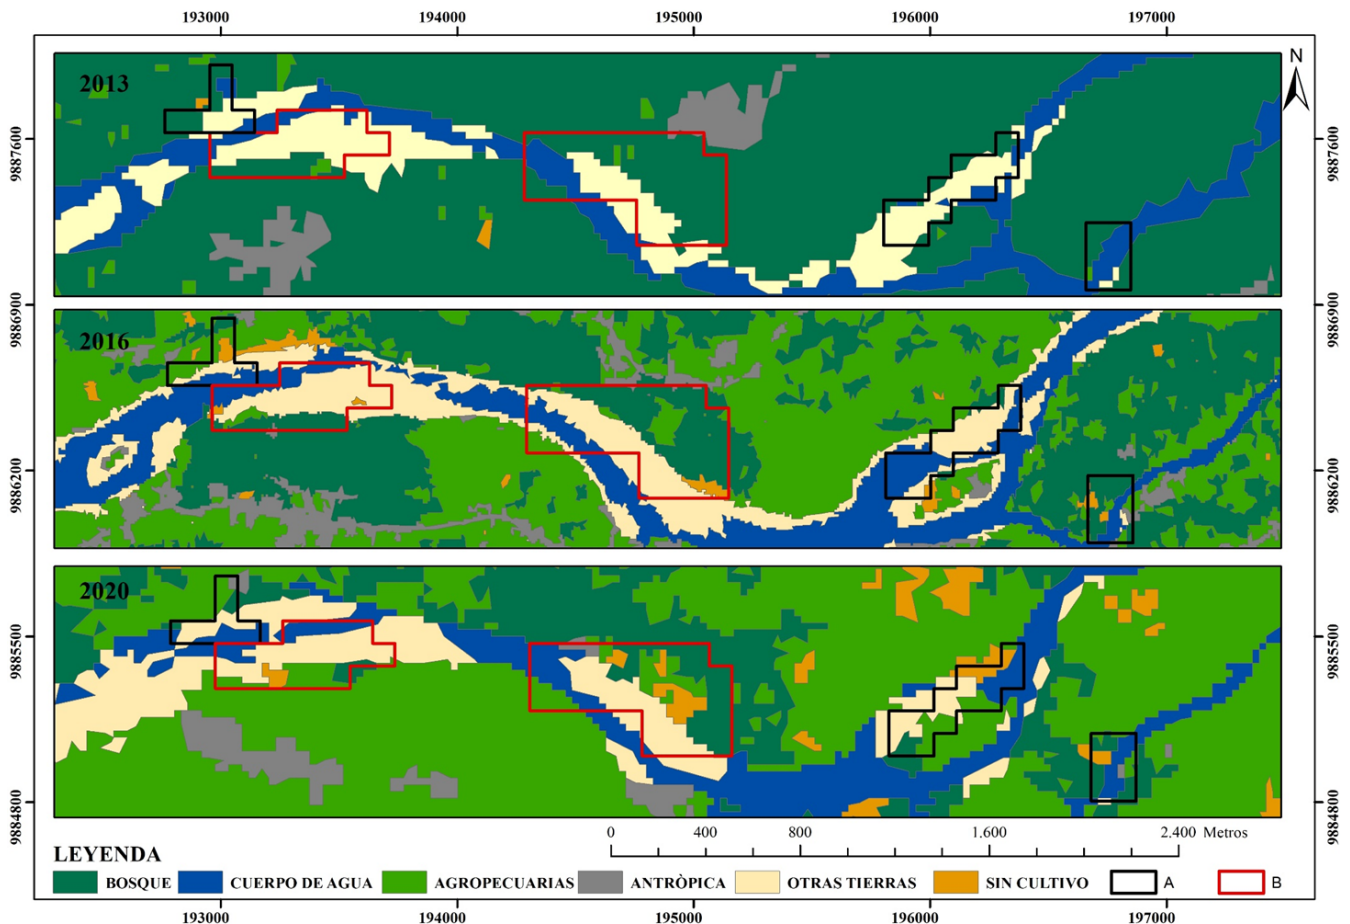 193000 194000 195000 196000 197000
N
2013
9887600 9887600
9886900 9886900
2016
9886200 9886200
2020
9885500 9885500
9884800 9884800
0 400 800 1.600 2.400 Metros
LEYENDA
BOSQUE CUERPO DE AGUA AGROPECUARIAS ANTRÒPICA OTRAS TIERRAS SIN CULTIVO A B
193000 194000 195000 196000 197000